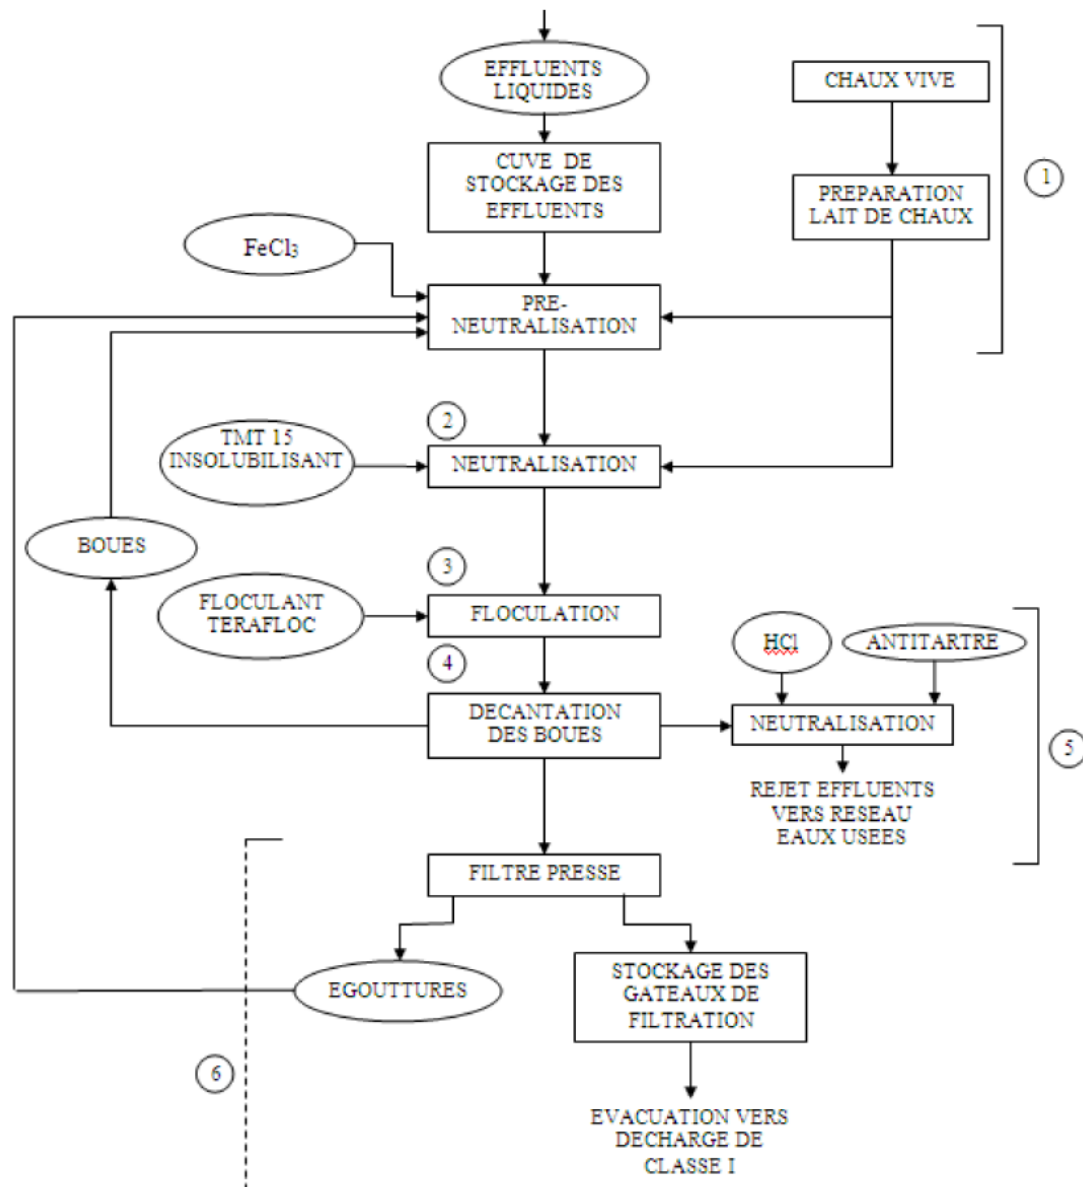 EFFLUENTS
LIQUIDES
CHAUX VIVE
CUVE DE
STOCKAGE DES
EFFLUENTS
PREPARATION
LAIT DE CHAUX
1
FeCl3
PRE-
NEUTRALISATION
2
TMT 15
INSOLUBILISANT
NEUTRALISATION
BOUES
3
FLOCULANT
TERAFLOC
FLOCULATION
4
HCl
ANTITARTRE
DECANTATION
DES BOUES
NEUTRALISATION
5
REJET EFFLUENTS
VERS RESEAU
EAUX USEES
FILTRE PRESSE
EGOUTTURES
STOCKAGE DES
GATEAUX DE
FILTRATION
6
EVACUATION VERS
DECHARGE DE
CLASSE I